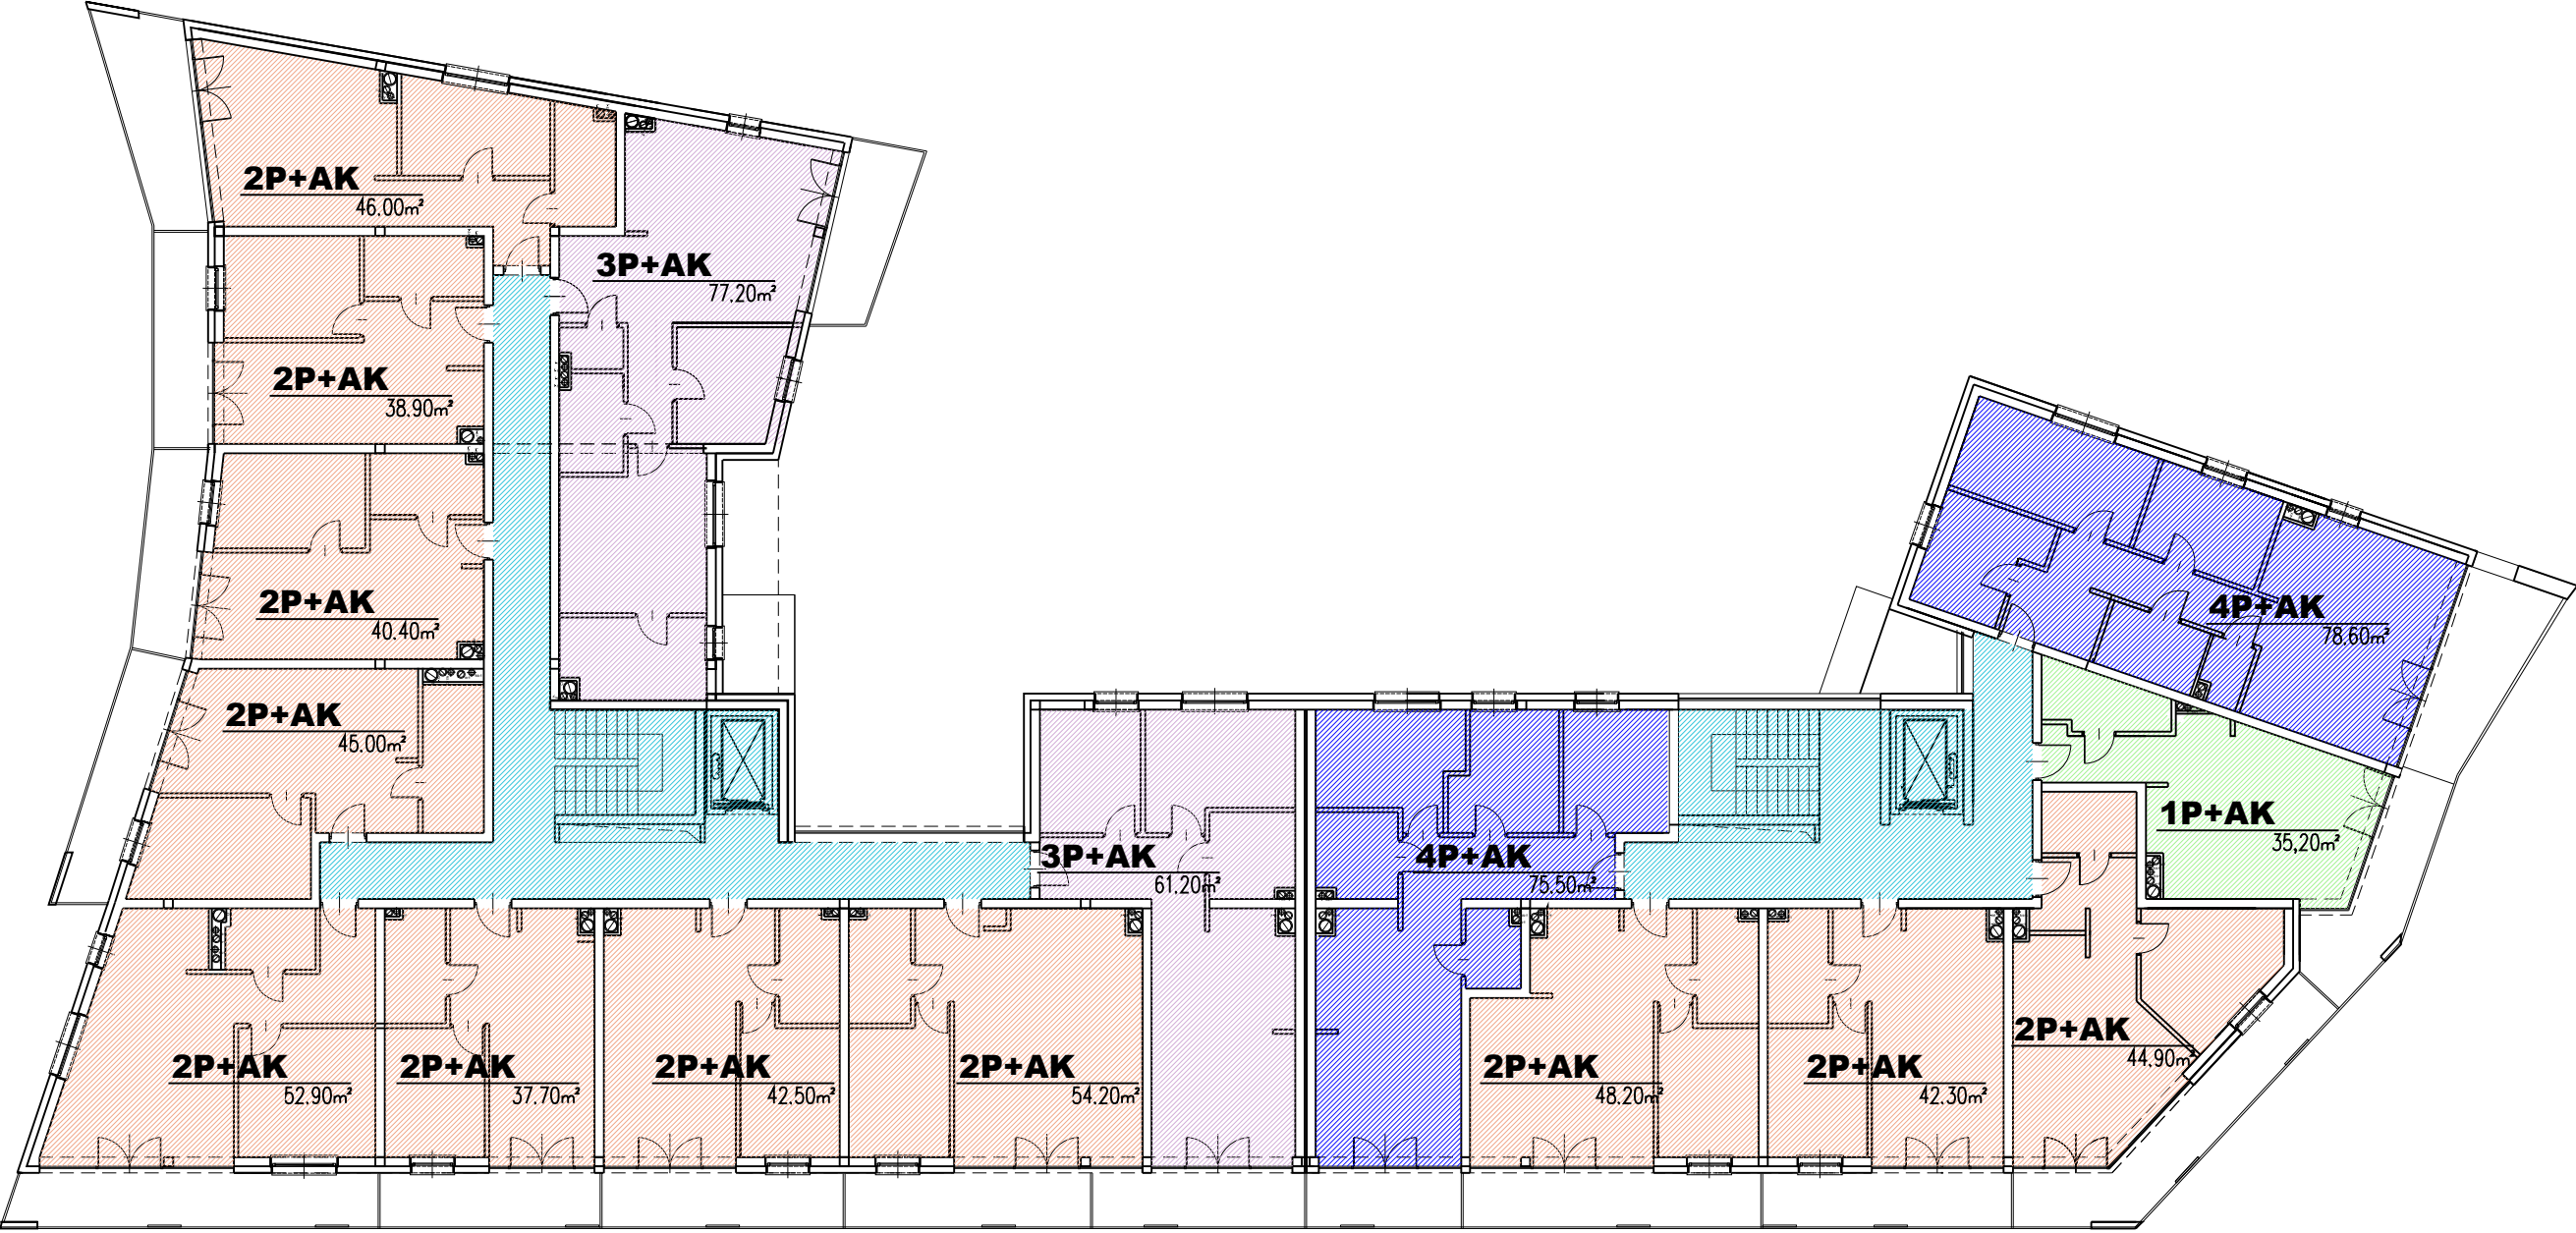 2P+AK
46.00m²
3P+AK
77.20m²
2P+AK
38.90m²
2P+AK
40.40m²
4P+AK
78.60m²
2P+AK
45.00m²
1P+AK
35,20m²
3P+AK
61.20m²
4P+AK
75.50m²
2P+AK
44.90m²
2P+AK
52.90m²
2P+AK
37.70m²
2P+AK
42.50m²
2P+AK
54.20m²
2P+AK
48.20m²
2P+AK
42.30m²